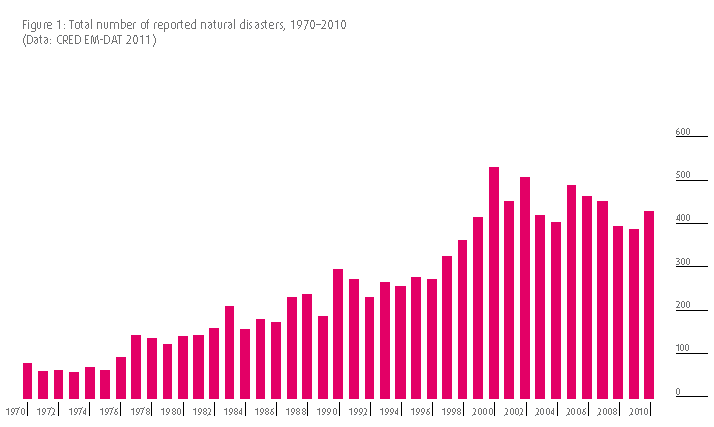 Figure 1: Total number of reported natural disasters, 1970–2010
(Data: CRED EM-DAT 2011)
600
500
400
300
200
100
0
1970 1972 1974 1976 1978 1980 1982 1984 1986 1988 1990 1992 1994 1996 1998 2000 2002 2004 2006 2008 2010